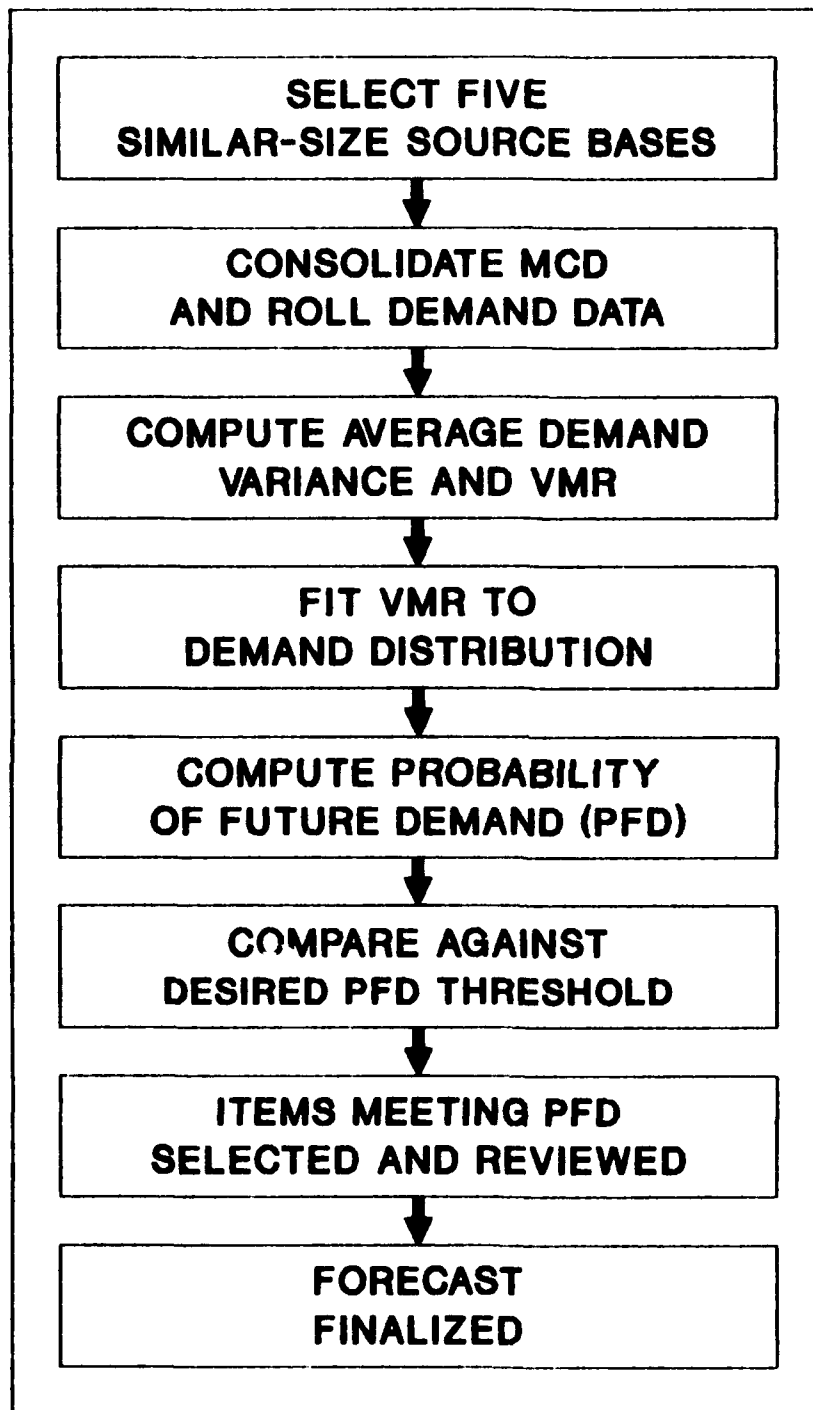 SELECT FIVE
SIMILAR-SIZE SOURCE BASES
CONSOLIDATE MCD
AND ROLL DEMAND DATA
COMPUTE AVERAGE DEMAND
VARIANCE AND VMR
FIT VMR TO
DEMAND DISTRIBUTION
COMPUTE PROBABILITY
OF FUTURE DEMAND (PFD)
COMPARE AGAINST
DESIRED PFD THRESHOLD
ITEMS MEETING PFD
SELECTED AND REVIEWED
FORECAST
FINALIZED